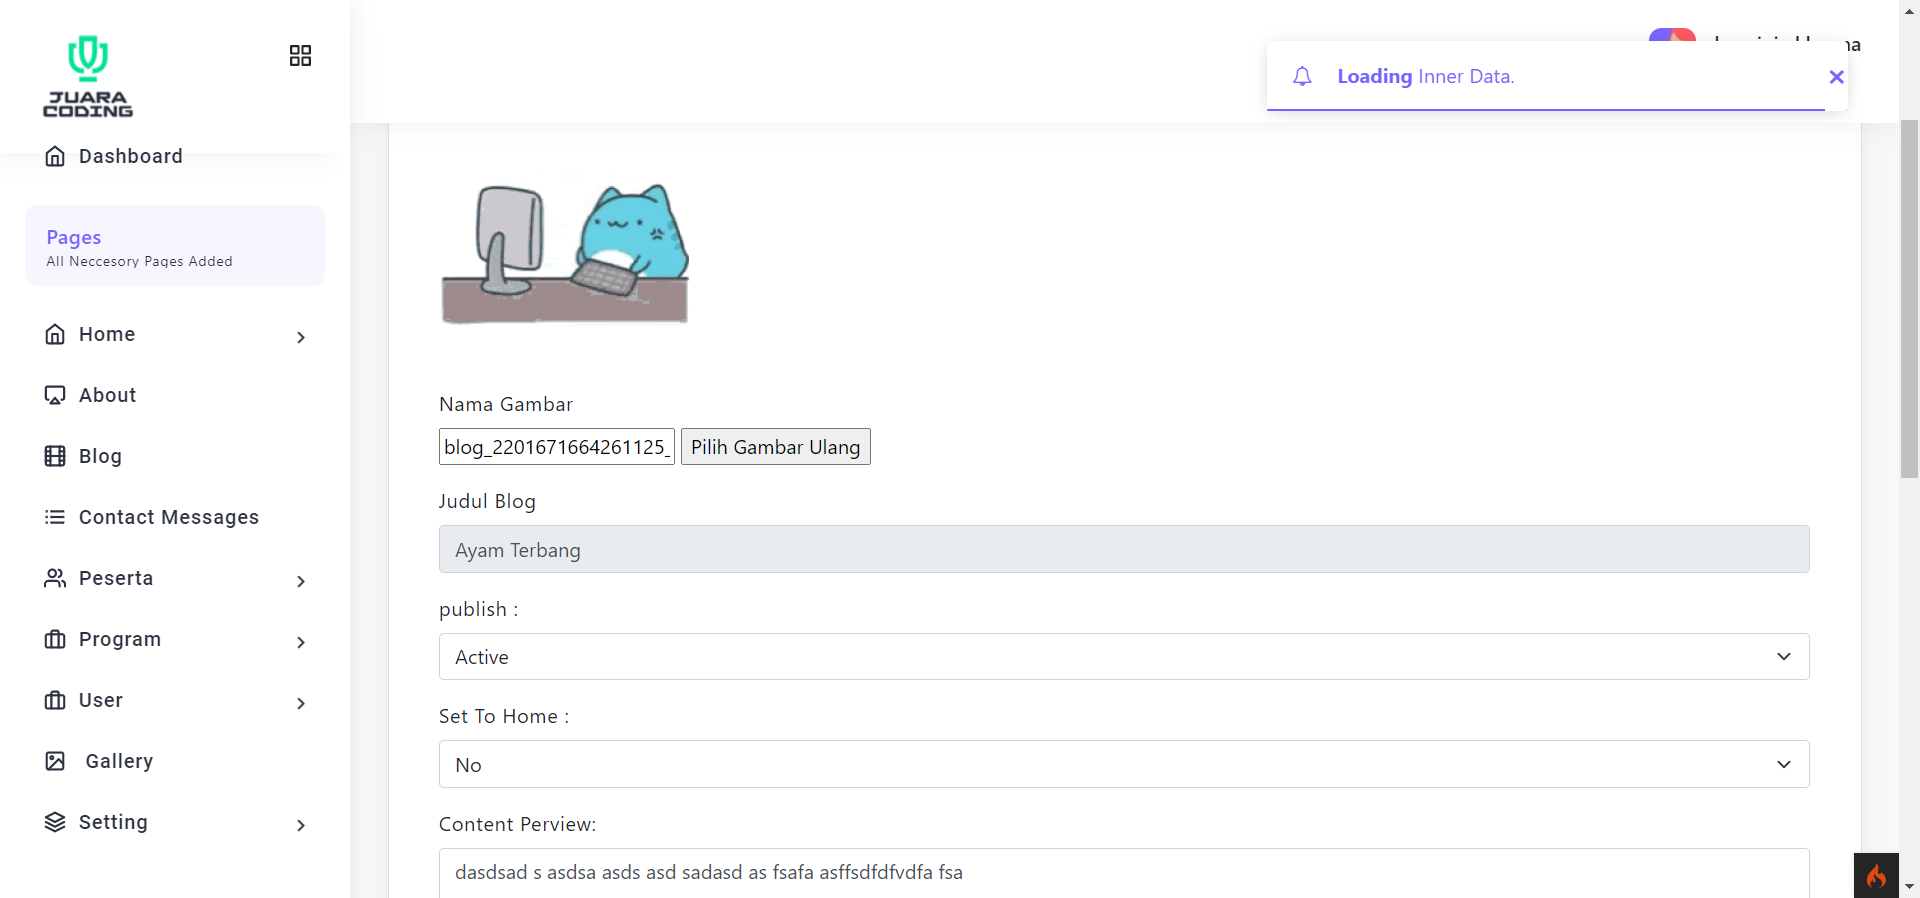 JUARA
CODING
Dashboard
Pages
All Neccesory Pages Added
Home
About
Blog
Contact Messages
Peserta
Program
User
Gallery
Setting
Loading Inner Data.
Nama Gambar
blog_2201671664261125_
Pilih Gambar Ulang
Judul Blog
Ayam Terbang
publish :
Active
Set To Home :
No
Content Perview:
dasdsad s asdsa asds asd sadasd as fsafa asffsdfdfvdfa fsa